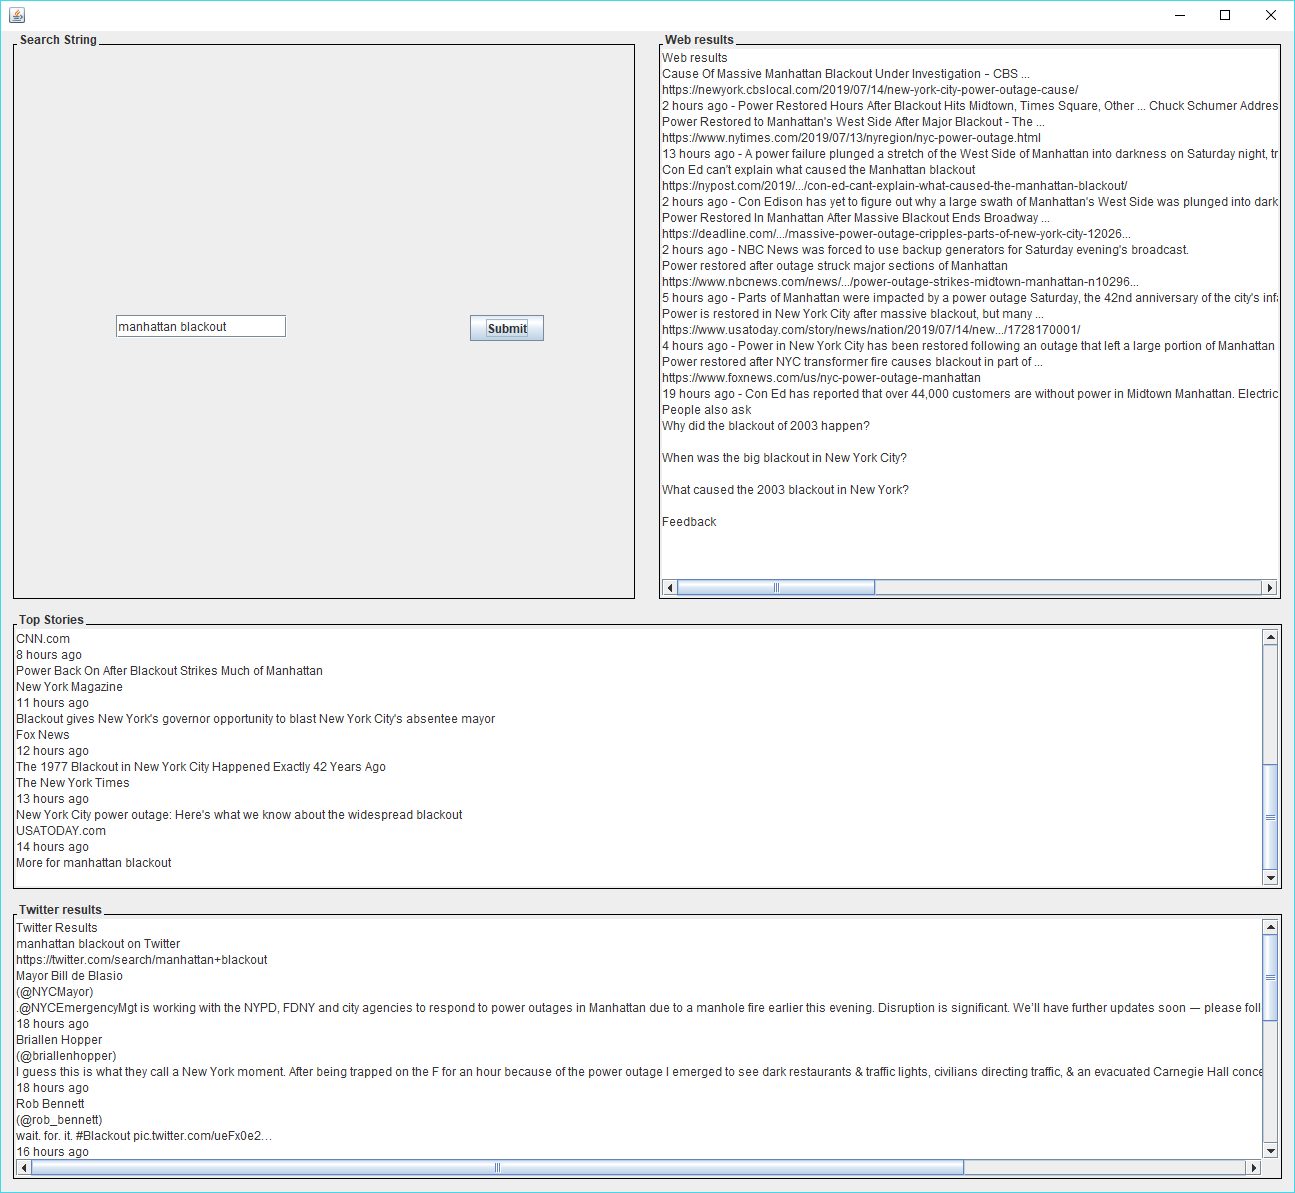 Search String
manhattan blackout
Submit
Web results
Web results
Cause Of Massive Manhattan Blackout Under Investigation - CBS ...
https://newyork.cbslocal.com/2019/07/14/new-york-city-power-outage-cause/
2 hours ago - Power Restored Hours After Blackout Hits Midtown, Times Square, Other ... Chuck Schumer Addres
Power Restored to Manhattan's West Side After Major Blackout - The ...
https://www.nytimes.com/2019/07/13/nyregion/nyc-power-outage.html
13 hours ago - A power failure plunged a stretch of the West Side of Manhattan into darkness on Saturday night, tr
Con Ed can't explain what caused the Manhattan blackout
https://nypost.com/2019/.../con-ed-cant-explain-what-caused-the-manhattan-blackout/
2 hours ago - Con Edison has yet to figure out why a large swath of Manhattan's West Side was plunged into dark
Power Restored In Manhattan After Massive Blackout Ends Broadway ...
https://deadline.com/.../massive-power-outage-cripples-parts-of-new-york-city-12026...
2 hours ago - NBC News was forced to use backup generators for Saturday evening's broadcast.
Power restored after outage struck major sections of Manhattan
https://www.nbcnews.com/news/.../power-outage-strikes-midtown-manhattan-n10296...
5 hours ago - Parts of Manhattan were impacted by a power outage Saturday, the 42nd anniversary of the city's inf
Power is restored in New York City after massive blackout, but many ...
https://www.usatoday.com/story/news/nation/2019/07/14/new.../1728170001/
4 hours ago - Power in New York City has been restored following an outage that left a large portion of Manhattan
Power restored after NYC transformer fire causes blackout in part of ...
https://www.foxnews.com/us/nyc-power-outage-manhattan
19 hours ago - Con Ed has reported that over 44,000 customers are without power in Midtown Manhattan. Electric
People also ask
Why did the blackout of 2003 happen?
When was the big blackout in New York City?
What caused the 2003 blackout in New York?
Feedback
Top Stories
CNN.com
8 hours ago
Power Back On After Blackout Strikes Much of Manhattan
New York Magazine
11 hours ago
Blackout gives New York's governor opportunity to blast New York City's absentee mayor
Fox News
12 hours ago
The 1977 Blackout in New York City Happened Exactly 42 Years Ago
The New York Times
13 hours ago
New York City power outage: Here's what we know about the widespread blackout
USATODAY.com
14 hours ago
More for manhattan blackout
Twitter results
Twitter Results
manhattan blackout on Twitter
https://twitter.com/search/manhattan+blackout
Mayor Bill de Blasio
(@NYCMayor)
.@NYCEmergencyMgt is working with the NYPD, FDNY and city agencies to respond to power outages in Manhattan due to a manhole fire earlier this evening. Disruption is significant. We'll have further updates soon — please foll
18 hours ago
Briallen Hopper
(@briallenhopper)
I guess this is what they call a New York moment. After being trapped on the F for an hour because of the power outage I emerged to see dark restaurants & traffic lights, civilians directing traffic, & an evacuated Carnegie Hall conce
18 hours ago
Rob Bennett
(@rob_bennett)
wait. for. it. #Blackout pic.twitter.com/ueFx0e2…
16 hours ago